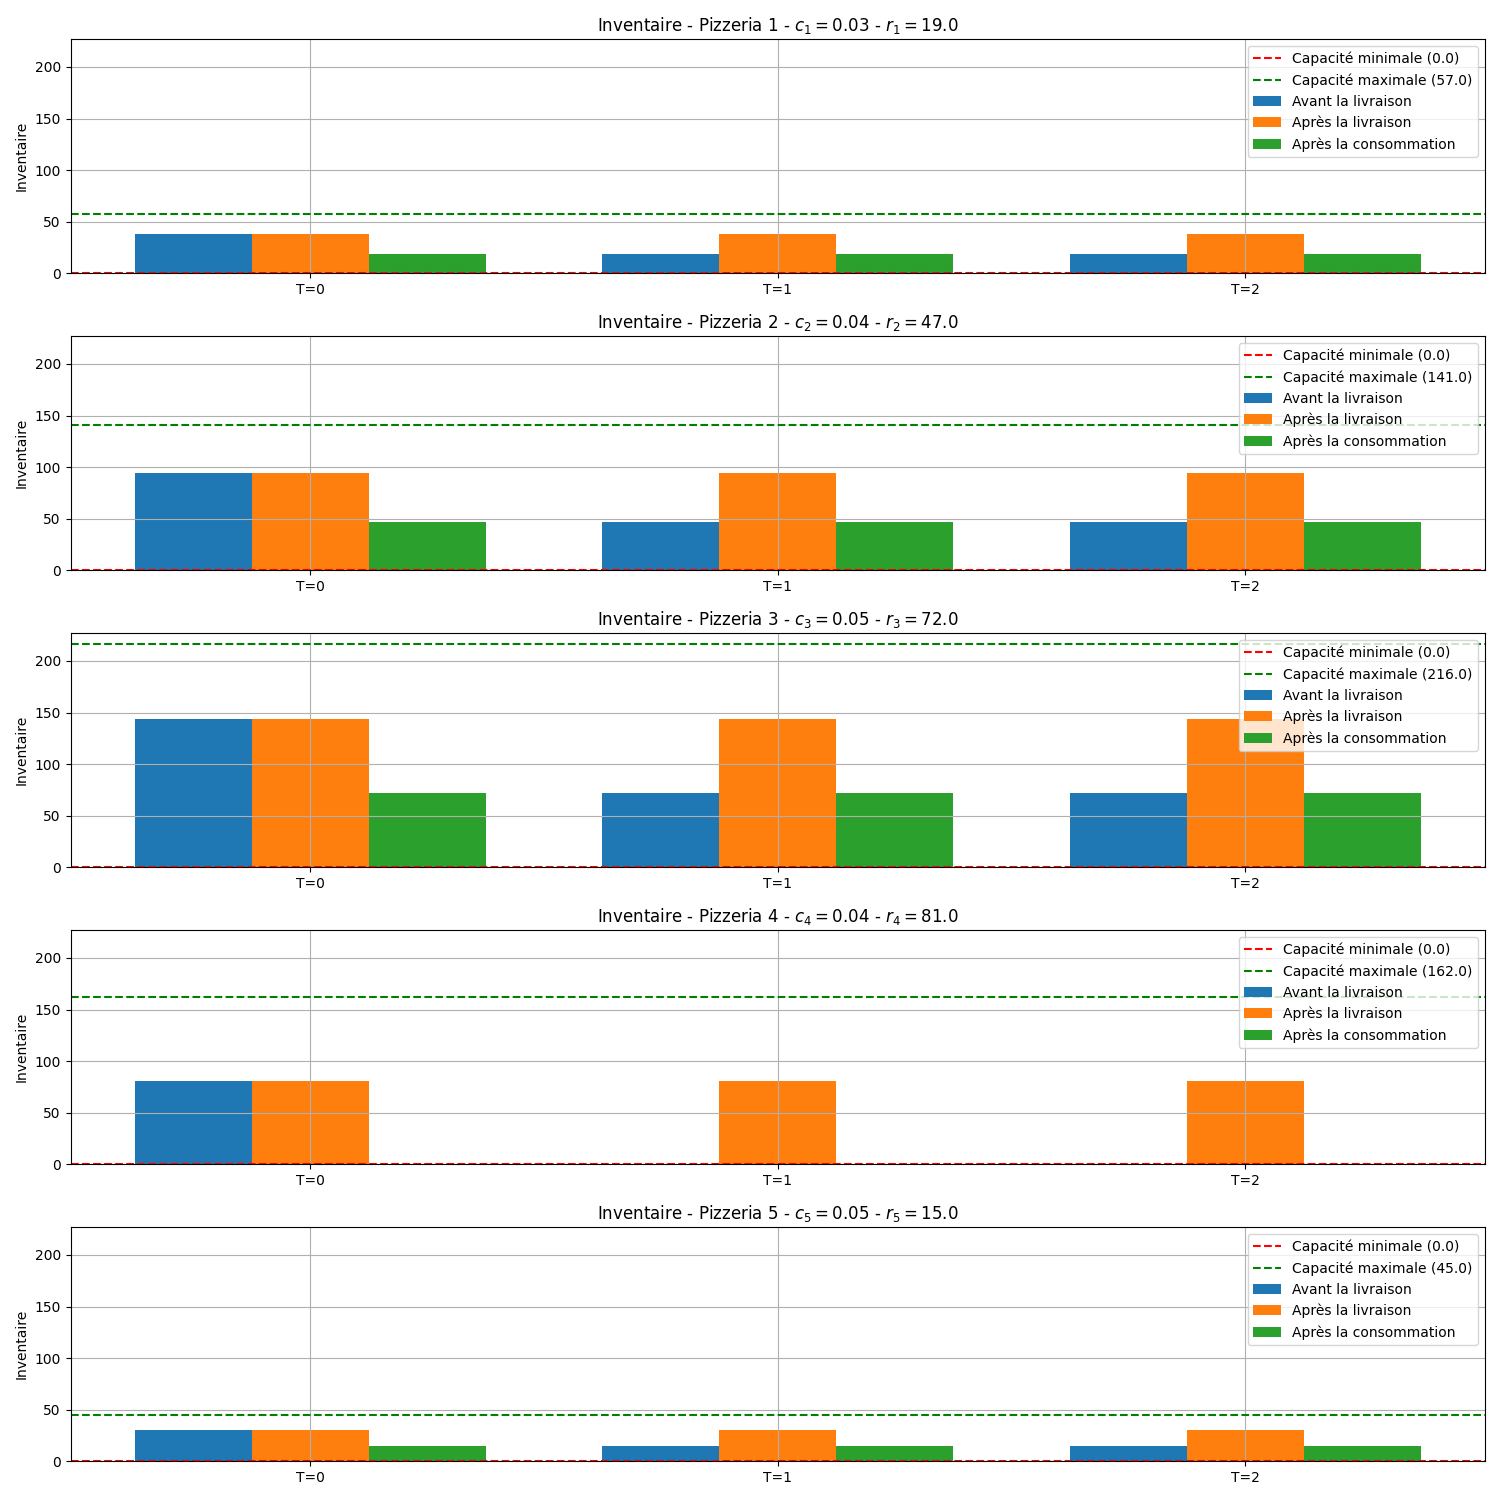 Inventaire - Pizzeria 1 - c₁ = 0.03 - r₁ = 19.0
Inventaire
200
150
100
50
0
Capacité minimale (0.0)
Capacité maximale (57.0)
Avant la livraison
Après la livraison
Après la consommation
T=0 T=1 T=2
Inventaire - Pizzeria 2 - c₂ = 0.04 - r₂ = 47.0
Inventaire
200
150
100
50
0
Capacité minimale (0.0)
Capacité maximale (141.0)
Avant la livraison
Après la livraison
Après la consommation
T=0 T=1 T=2
Inventaire - Pizzeria 3 - c₃ = 0.05 - r₃ = 72.0
Inventaire
200
150
100
50
0
Capacité minimale (0.0)
Capacité maximale (216.0)
Avant la livraison
Après la livraison
Après la consommation
T=0 T=1 T=2
Inventaire - Pizzeria 4 - c₄ = 0.04 - r₄ = 81.0
Inventaire
200
150
100
50
0
Capacité minimale (0.0)
Capacité maximale (162.0)
Avant la livraison
Après la livraison
Après la consommation
T=0 T=1 T=2
Inventaire - Pizzeria 5 - c₅ = 0.05 - r₅ = 15.0
Inventaire
200
150
100
50
0
Capacité minimale (0.0)
Capacité maximale (45.0)
Avant la livraison
Après la livraison
Après la consommation
T=0 T=1 T=2